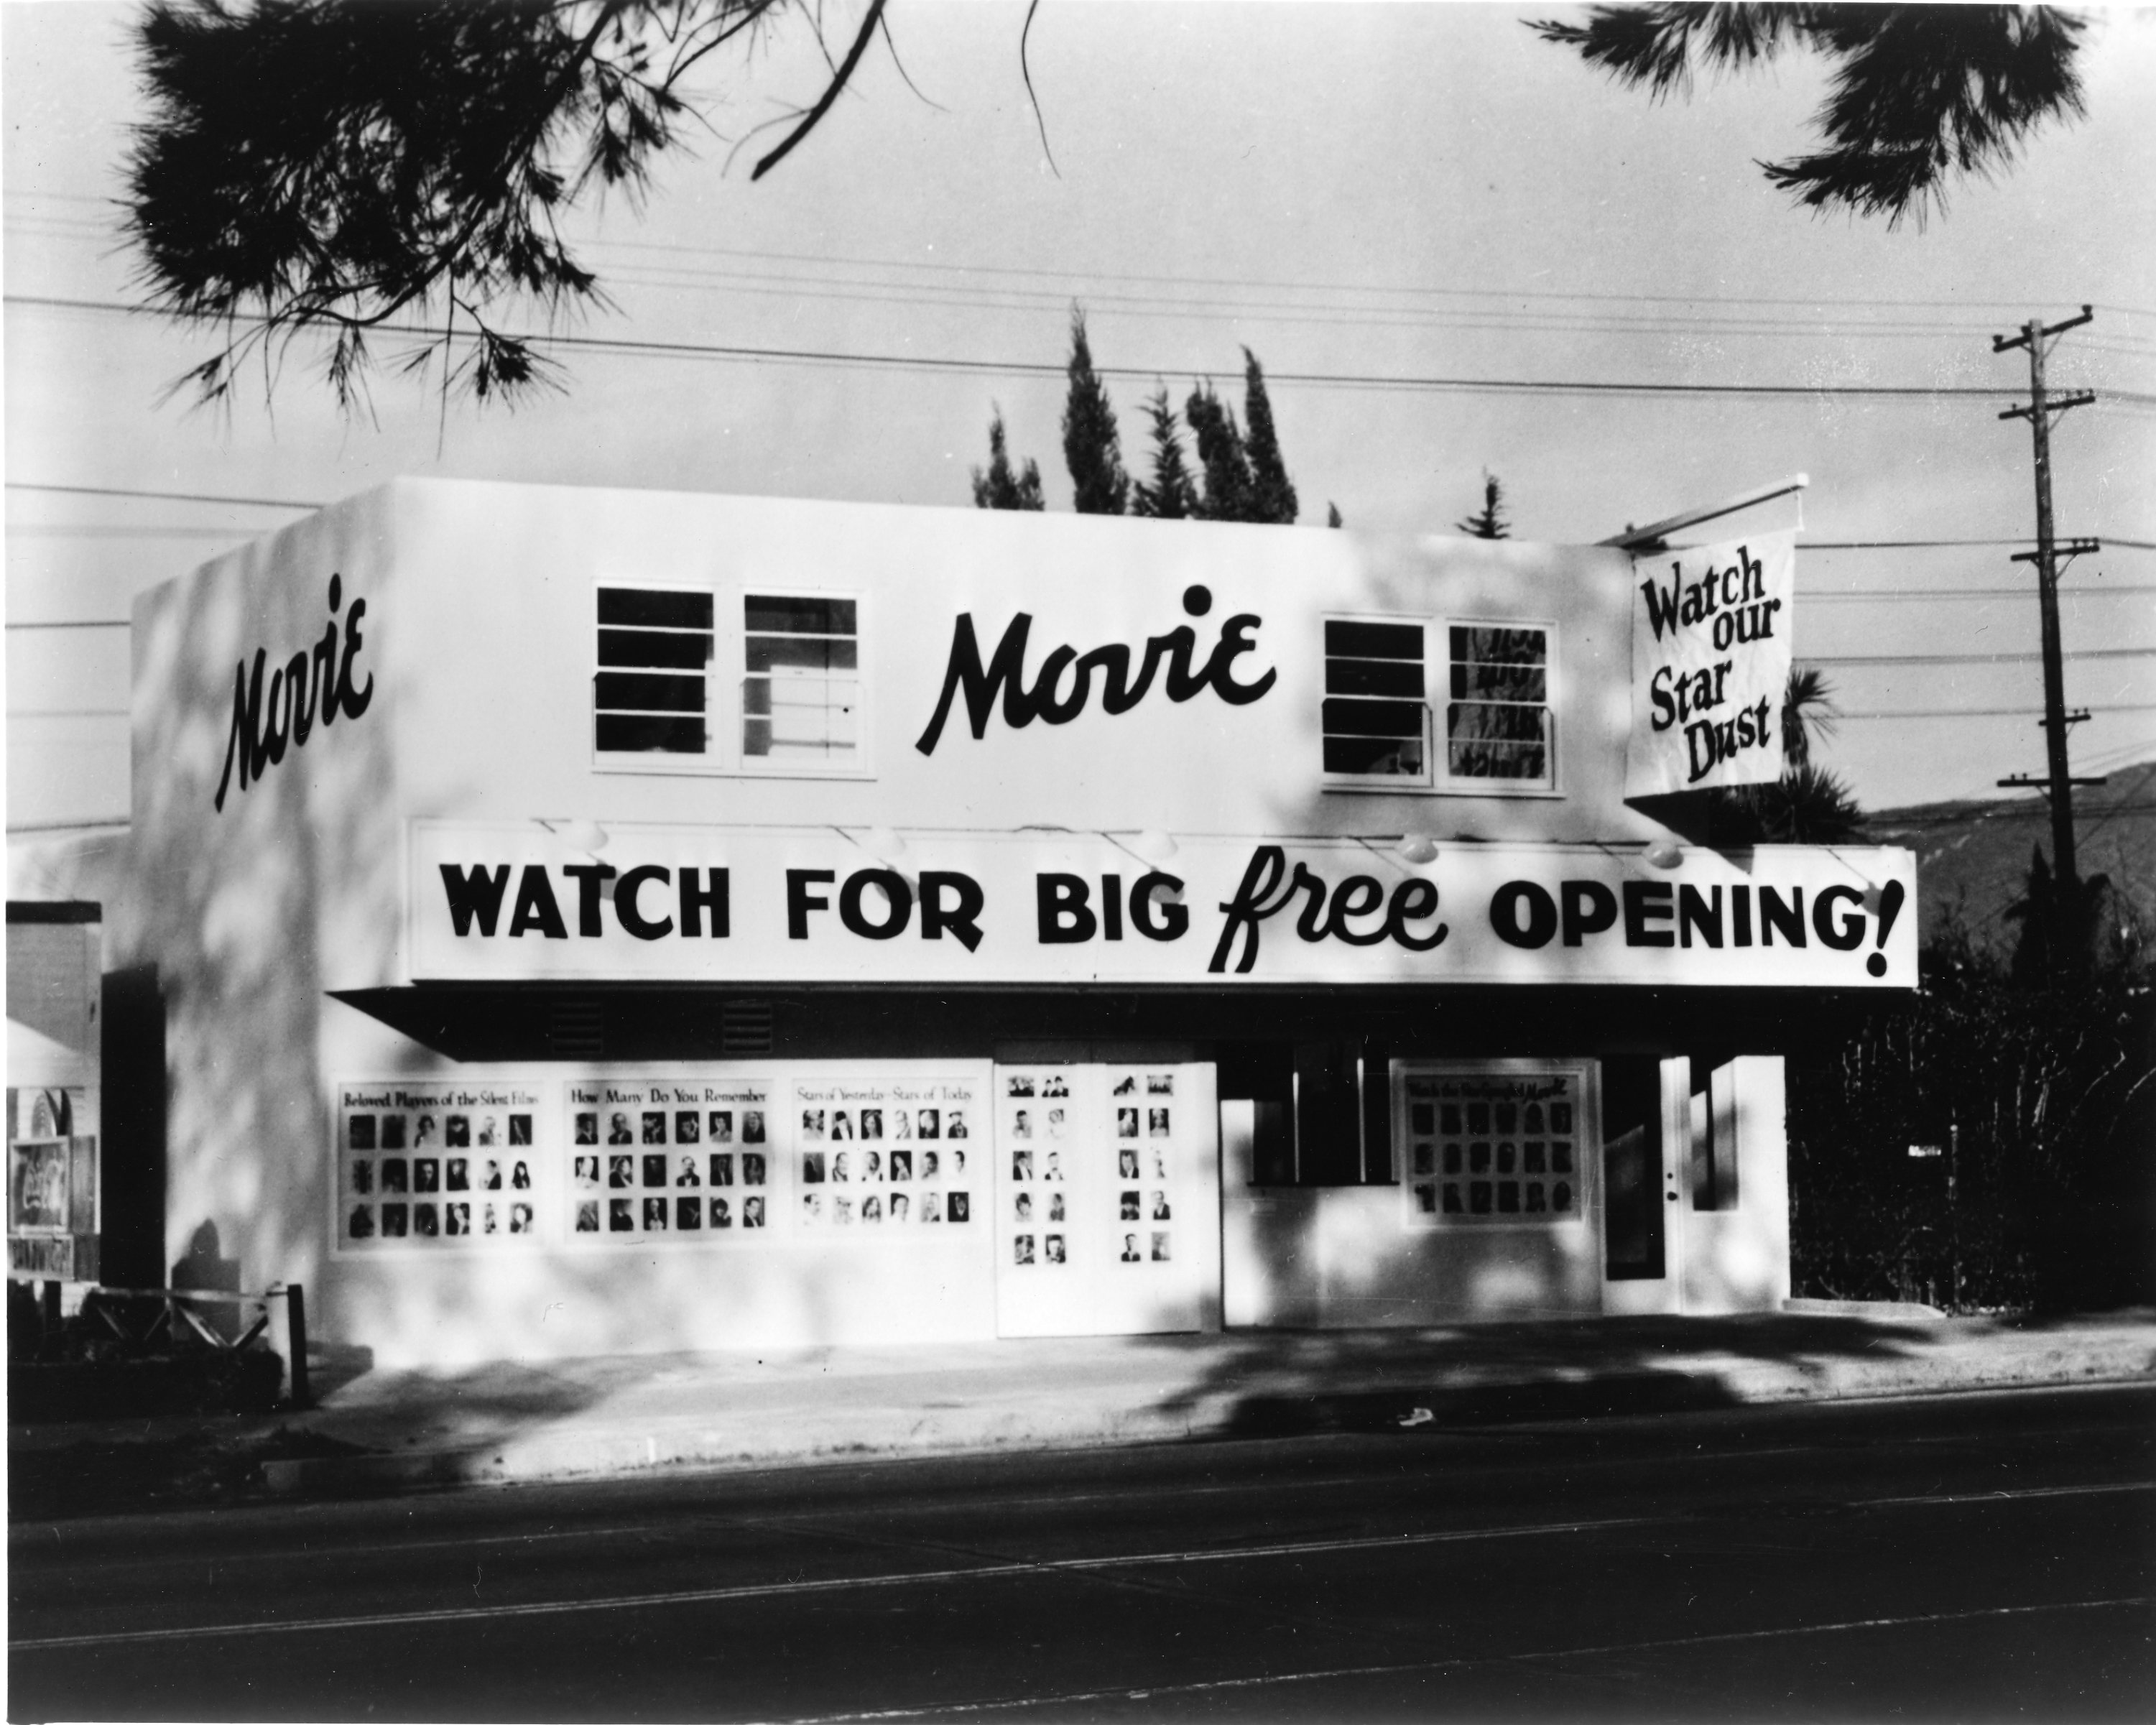 Movie
Movie
Watch
our
Star
Dust
WATCH FOR BIG free OPENING!
Beloved Players of the Silent Films
How Many Do You Remember
Stars of Yesterday-Stars of Today
Movie